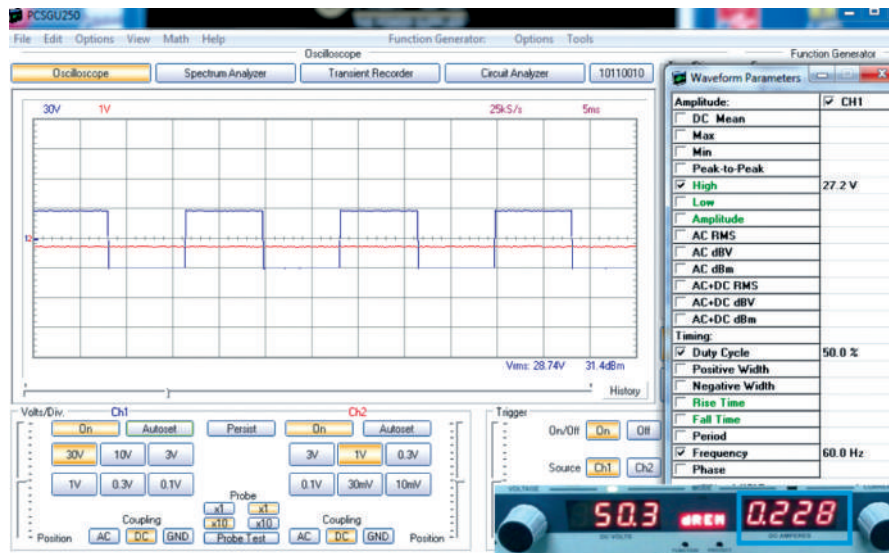 PCSGU250
File Edit Options View Math Help Function Generator: Options Tools
Oscilloscope Function Generator
Oscilloscope Spectrum Analyzer Transient Recorder Circuit Analyzer 10110010
Waveform Parameters
30V 1V 25kS/s 5ms
Amplitude: CH1
DC Mean
Max
Min
Peak-to-Peak
High 27.2 V
Low
Amplitude
AC RMS
AC dBV
AC dBm
AC+DC RMS
AC+DC dBV
AC+DC dBm
Timing:
Duty Cycle 50.0 %
Positive Width
Negative Width
Rise Time
Fall Time
Period
Frequency 60.0 Hz
Phase
12
Vrms: 28.74V 31.4dBm
History
Volts/Div. Ch1 Ch2 Trigger
On Autoset Persist On Autoset On/Off On Off
30V 10V 3V 3V 1V 0.3V
Source Ch1 Ch2
1V 0.3V 0.1V 0.1V 30mV 10mV
Probe
x1 x1
x10 x10
Probe Test
Coupling Coupling
Position AC DC GND AC DC GND Position
VOLTAGE
50.3 0.228
DC VOLTS DC AMPERES